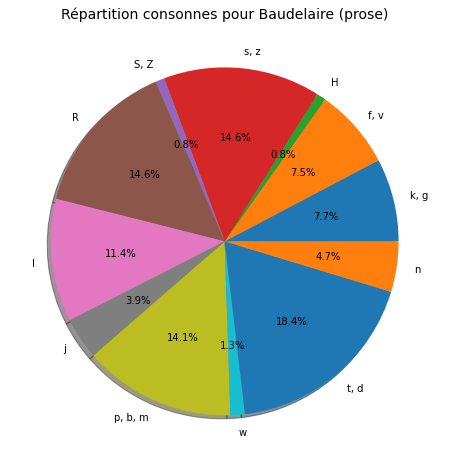 Répartition consonnes pour Baudelaire (prose)
s, z
S, Z
H
R
f, v
14.6%
0.8%
0.8%
14.6%
7.5%
k, g
7.7%
11.4%
4.7%
l
n
3.9%
18.4%
14.1%
1.3%
j
t, d
p, b, m
w